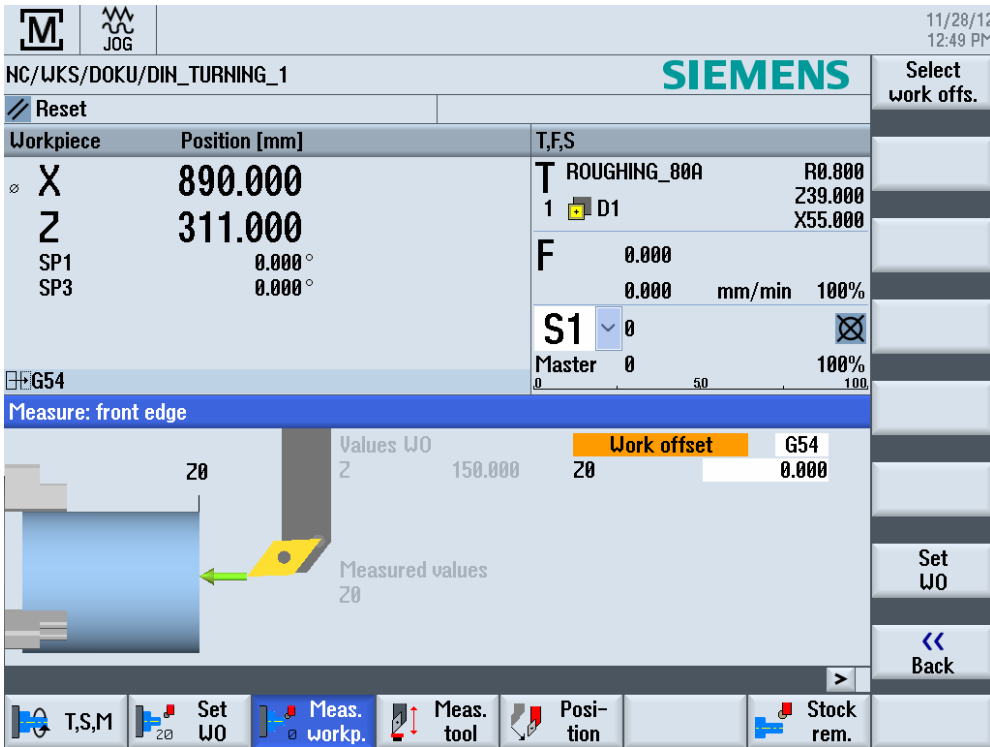 M
JOG
11/28/12
12:49 PM
NC/WKS/DOKU/DIN_TURNING_1
SIEMENS
Select
work offs.
Reset
Workpiece Position [mm]
T,F,S
⌀ X 890.000
Z 311.000
SP1 0.000°
SP3 0.000°
T ROUGHING_80A R0.800
Z39.000
1 D1
X55.000
F 0.000
0.000 mm/min 100%
S1 0
Master 0 100%
0 50 100
G54
Measure: front edge
Z0
Values WO
Z 150.000
Work offset G54
Z0 0.000
Measured values
Z0
Set
WO
«
Back
>
T,S,M
Z0
Set
WO
⌀
Meas.
workp.
Meas.
tool
Posi-
tion
Stock
rem.